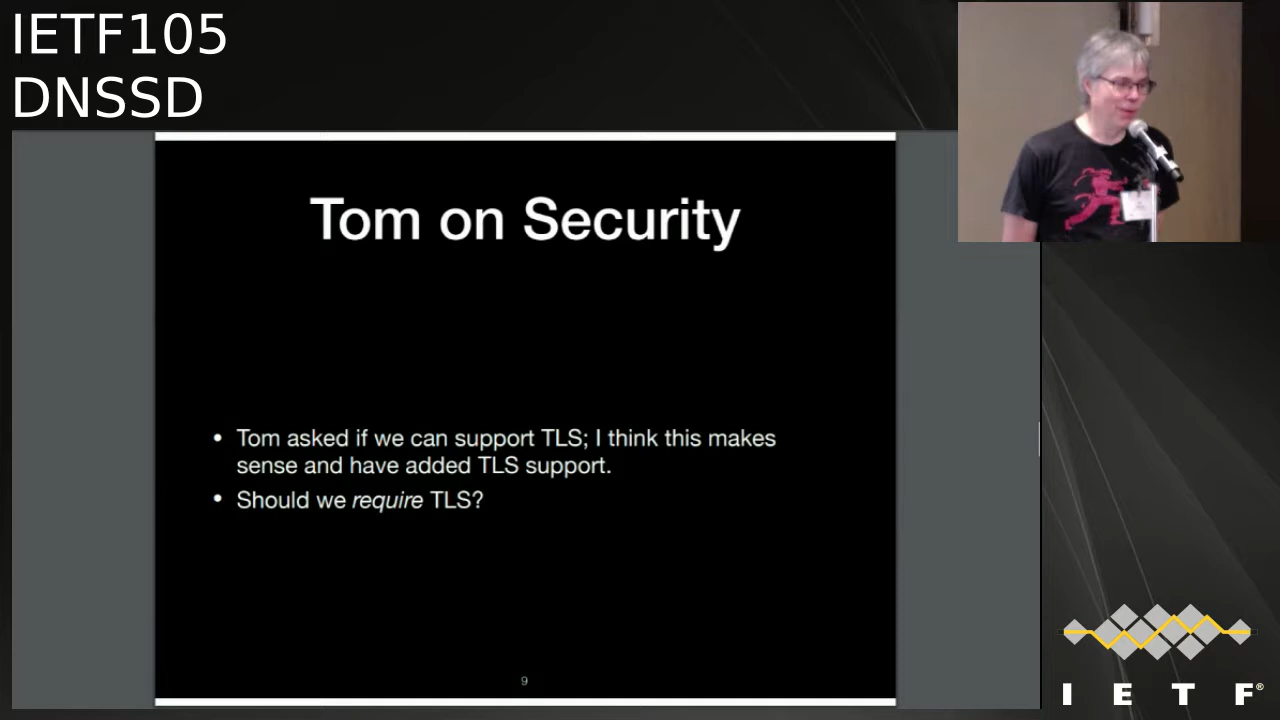 IETF105
DNSSD
Tom on Security
• Tom asked if we can support TLS; I think this makes
sense and have added TLS support.
• Should we require TLS?
9
I E T F®